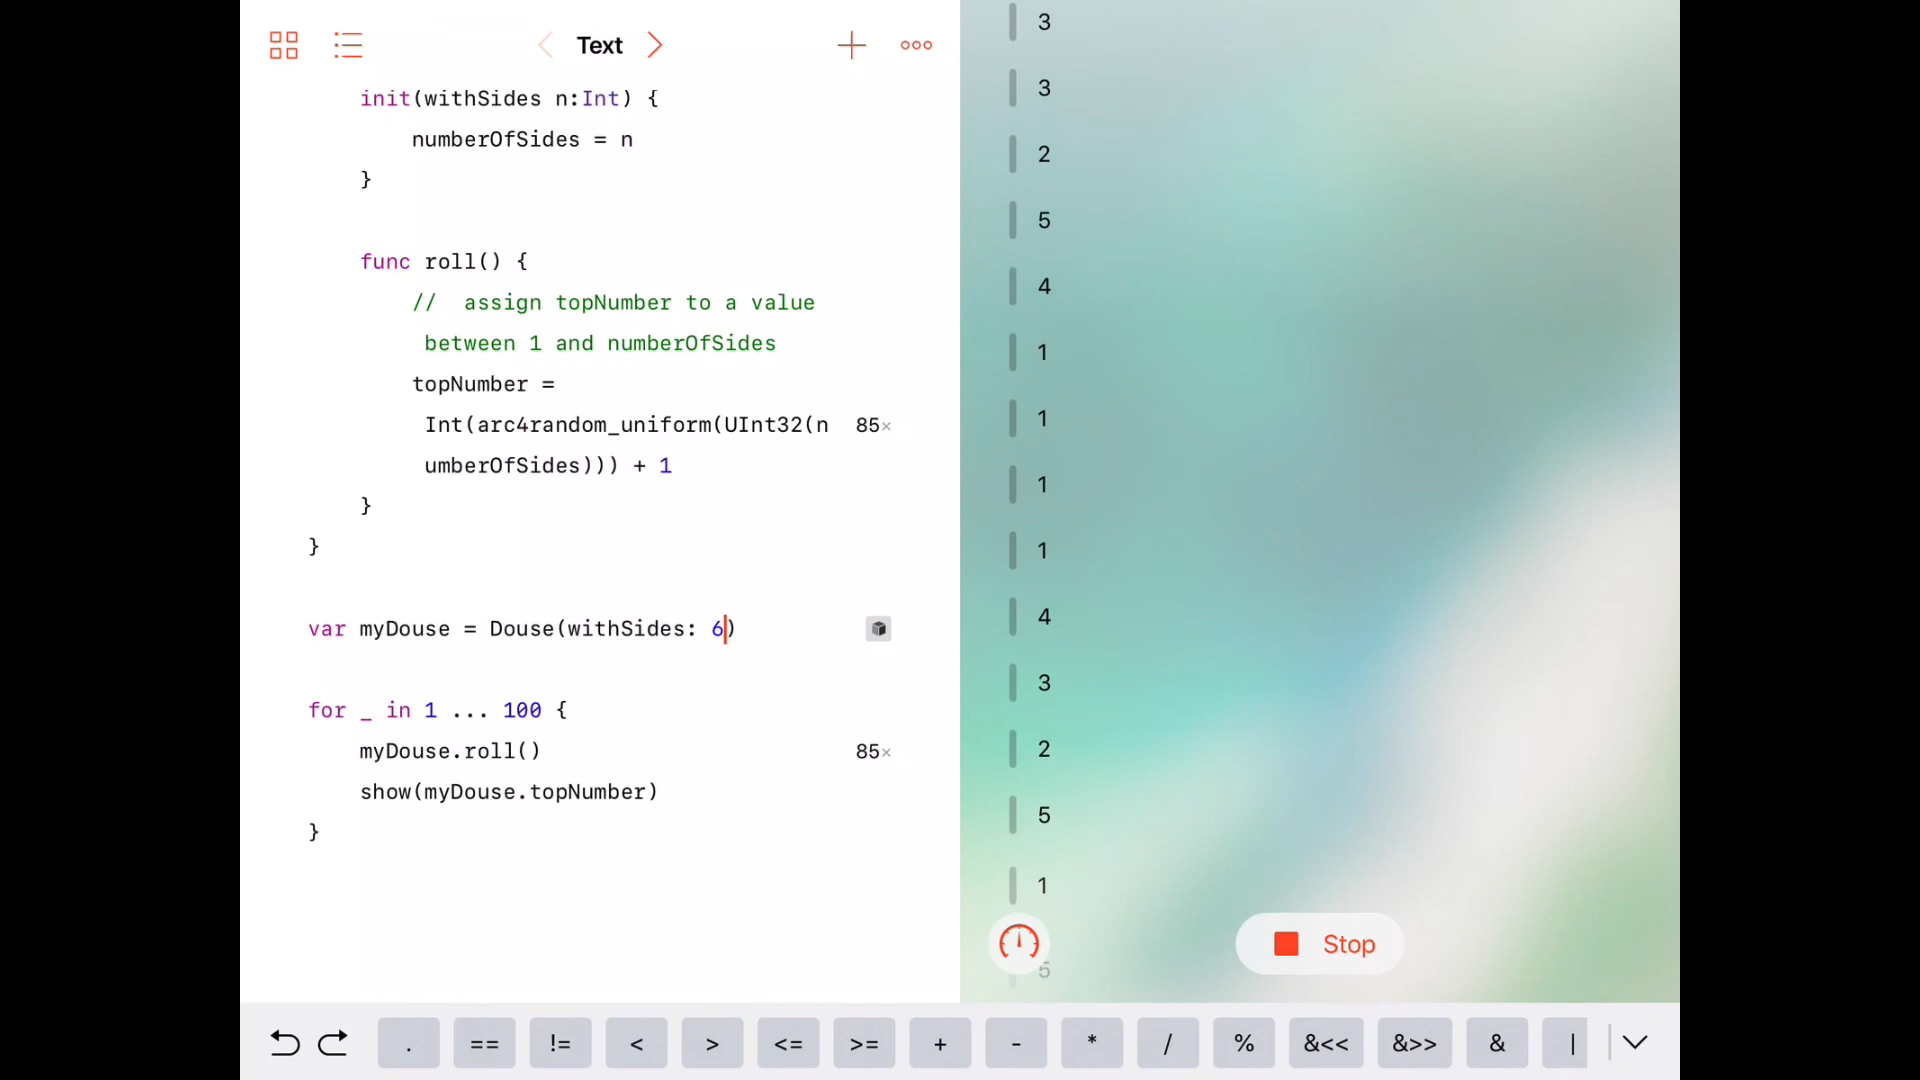 Text
init(withSides n:Int) {
numberOfSides = n
}
func roll() {
// assign topNumber to a value
between 1 and numberOfSides
topNumber =
Int(arc4random_uniform(UInt32(n 85×
umberOfSides))) + 1
}
}
var myDouse = Douse(withSides: 6)
for _ in 1 ... 100 {
myDouse.roll() 85×
show(myDouse.topNumber)
}
3
3
2
5
4
1
1
1
1
4
3
2
5
1
5
Stop
. == != < > <= >= + - * / % &<< &>> & |